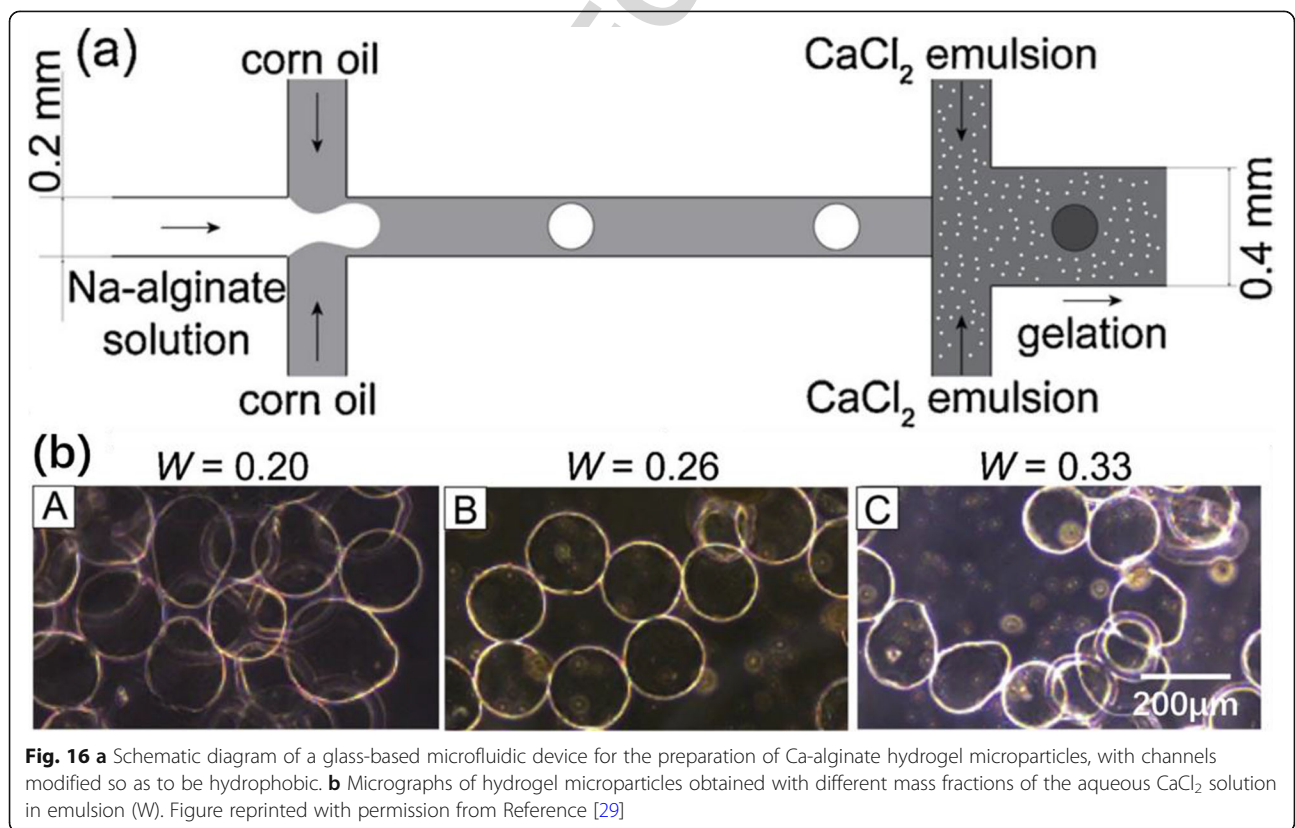 (a)
corn oil
CaCl₂ emulsion
0.2 mm
0.4 mm
Na-alginate
solution
gelation
corn oil
CaCl₂ emulsion
(b)
W = 0.20
W = 0.26
W = 0.33
A
B
C
200μm
Fig. 16 a Schematic diagram of a glass-based microfluidic device for the preparation of Ca-alginate hydrogel microparticles, with channels
modified so as to be hydrophobic. b Micrographs of hydrogel microparticles obtained with different mass fractions of the aqueous CaCl₂ solution
in emulsion (W). Figure reprinted with permission from Reference [29]